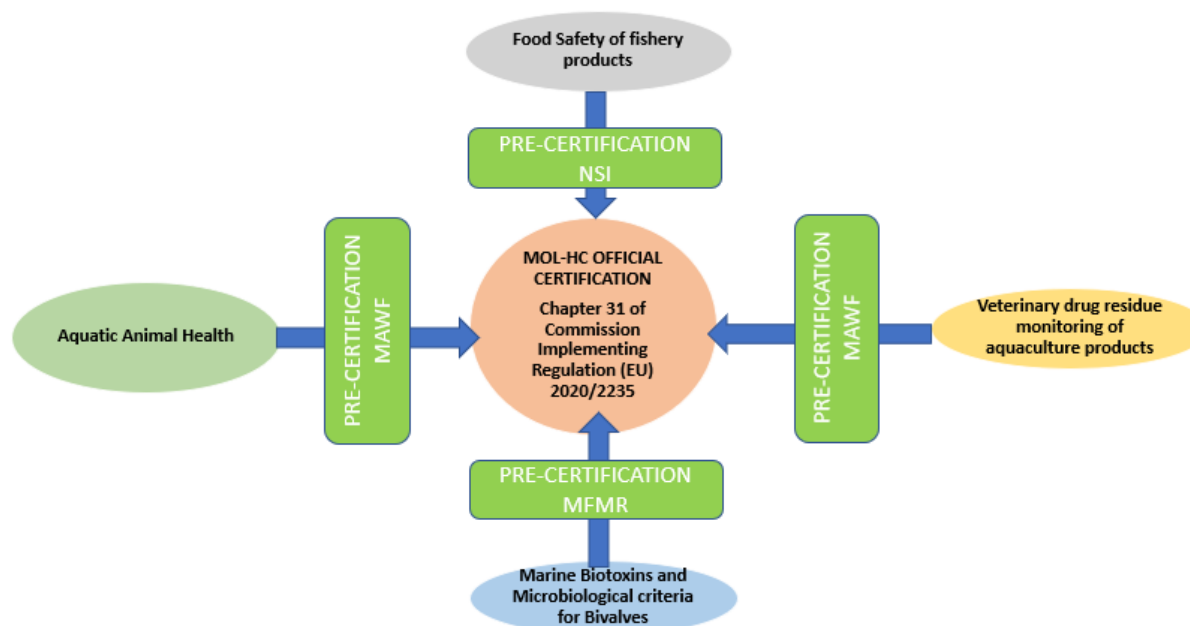 Food Safety of fishery
products
PRE-CERTIFICATION
NSI
PRE-CERTIFICATION
MAWF
MOL-HC OFFICIAL
CERTIFICATION
Chapter 31 of
Commission
Implementing
Regulation (EU)
2020/2235
PRE-CERTIFICATION
MAWF
Aquatic Animal Health
Veterinary drug residue
monitoring of
aquaculture products
PRE-CERTIFICATION
MFMR
Marine Biotoxins and
Microbiological criteria
for Bivalves